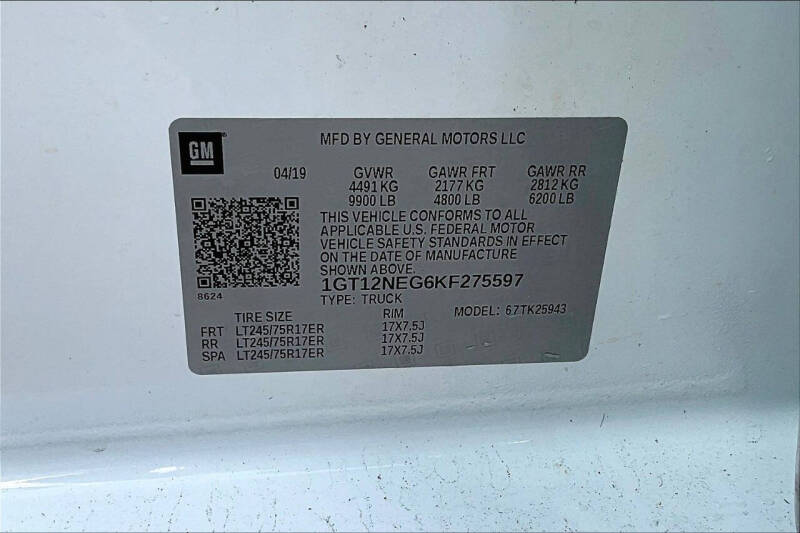 GM
MFD BY GENERAL MOTORS LLC
04/19 GVWR GAWR FRT GAWR RR
4491 KG 2177 KG 2812 KG
9900 LB 4800 LB 6200 LB
THIS VEHICLE CONFORMS TO ALL
APPLICABLE U.S. FEDERAL MOTOR
VEHICLE SAFETY STANDARDS IN EFFECT
ON THE DATE OF MANUFACTURE
SHOWN ABOVE.
8624
1GT12NEG6KF275597
TYPE: TRUCK MODEL: 6.7TK25943
TIRE SIZE RIM
FRT LT245/75R17ER 17X7.5J
RR LT245/75R17ER 17X7.5J
SPA LT245/75R17ER 17X7.5J